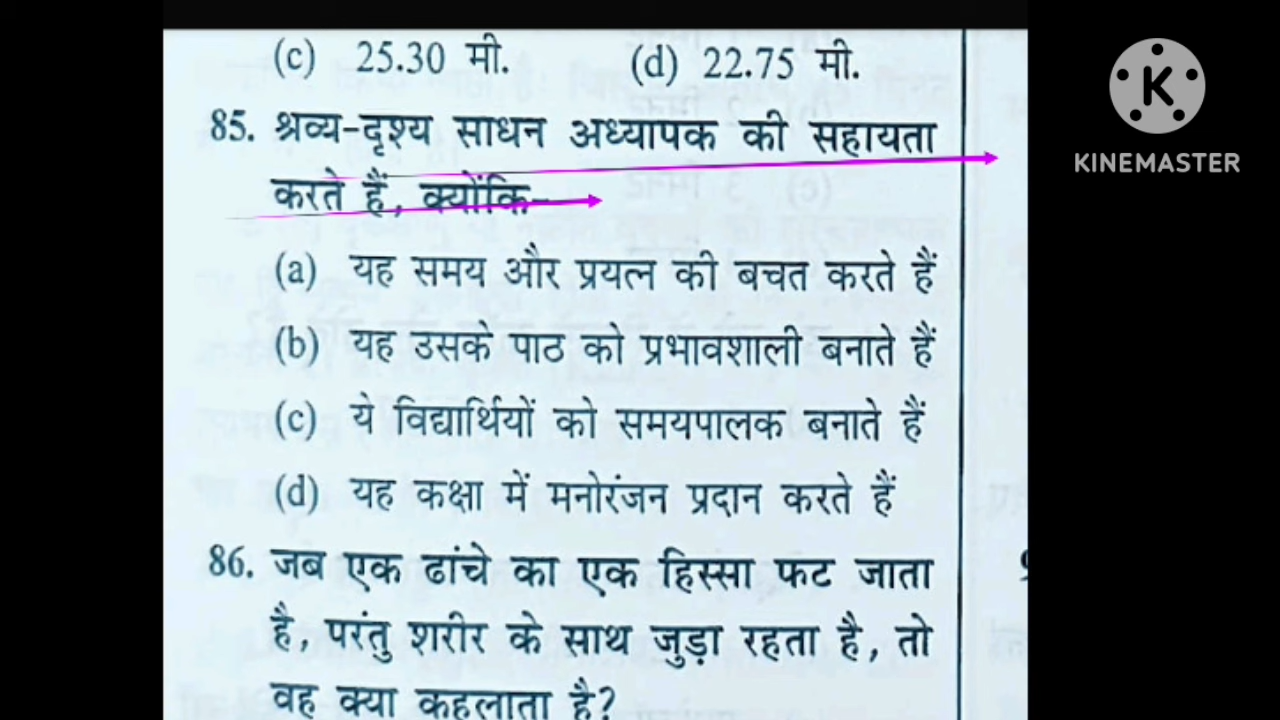 (c) 25.30 मी. (d) 22.75 मी.
85. श्रव्य-दृश्य साधन अध्यापक की सहायता
करते हैं, क्योंकि-
(a) यह समय और प्रयत्न की बचत करते हैं
(b) यह उसके पाठ को प्रभावशाली बनाते हैं
(c) ये विद्यार्थियों को समयपालक बनाते हैं
(d) यह कक्षा में मनोरंजन प्रदान करते हैं
86. जब एक ढांचे का एक हिस्सा फट जाता
है, परंतु शरीर के साथ जुड़ा रहता है, तो
वह क्या कहलाता है?
K
KINEMASTER